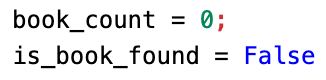 book_count = 0;
is_book_found = False